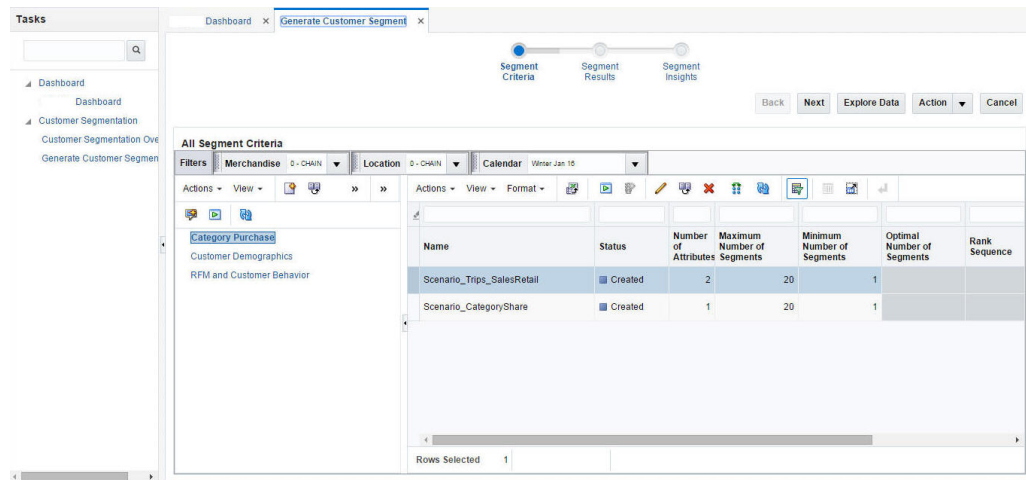 Tasks
Dashboard ×
Generate Customer Segment ×
Dashboard
Dashboard
Customer Segmentation
Customer Segmentation Ove
Generate Customer Segmen
Segment
Criteria
Segment
Results
Segment
Insights
Back Next Explore Data Action Cancel
All Segment Criteria
Filters Merchandise 0 - CHAIN Location 0 - CHAIN Calendar Winter Jan 16
Actions View » »
Category Purchase
Customer Demographics
RFM and Customer Behavior
Actions View Format
Name
Status
Number
of
Attributes
Maximum
Number of
Segments
Minimum
Number of
Segments
Optimal
Number of
Segments
Rank
Sequence
Scenario_Trips_SalesRetail Created 2 20 1
Scenario_CategoryShare Created 1 20 1
Rows Selected 1